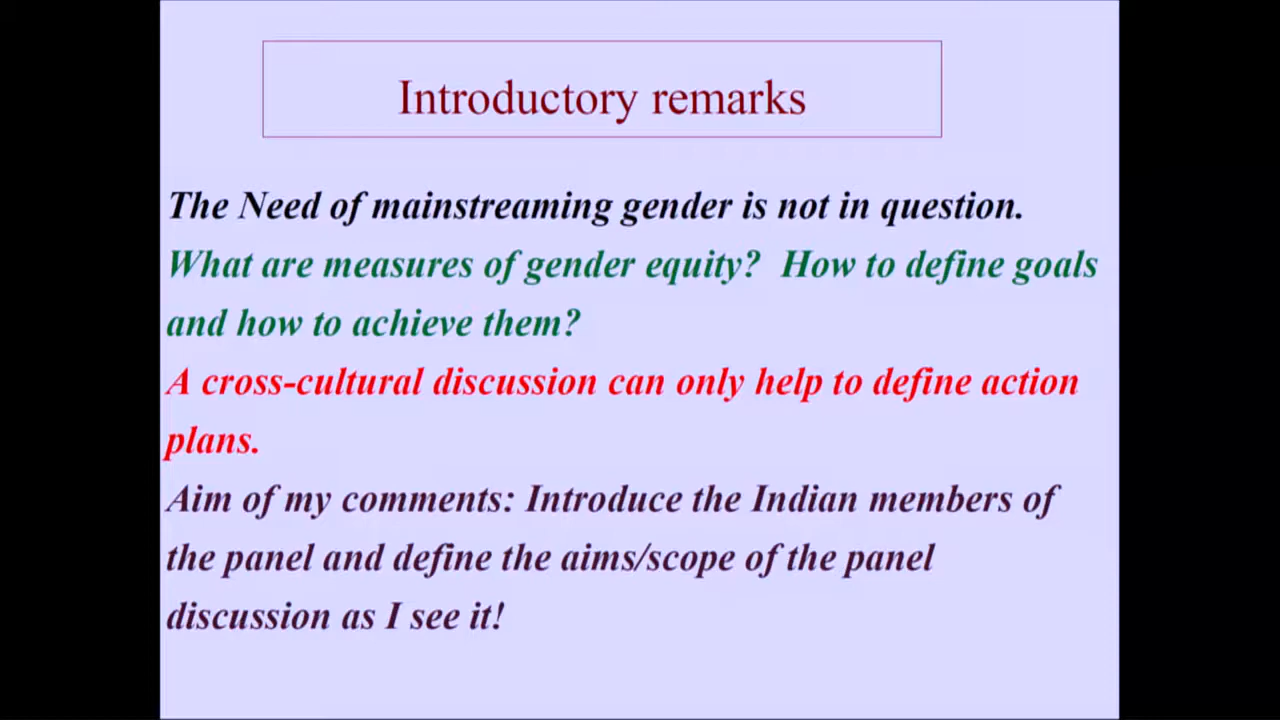 Introductory remarks
The Need of mainstreaming gender is not in question.
What are measures of gender equity? How to define goals
and how to achieve them?
A cross-cultural discussion can only help to define action
plans.
Aim of my comments: Introduce the Indian members of
the panel and define the aims/scope of the panel
discussion as I see it!